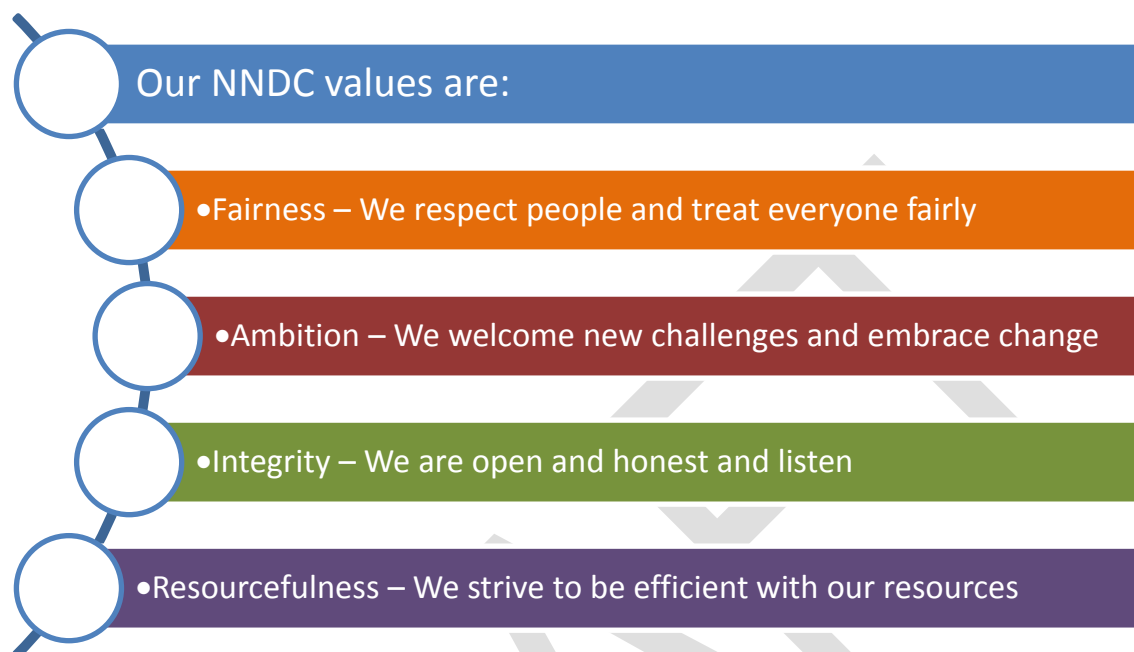 Our NNDC values are:
•Fairness – We respect people and treat everyone fairly
•Ambition – We welcome new challenges and embrace change
•Integrity – We are open and honest and listen
•Resourcefulness – We strive to be efficient with our resources